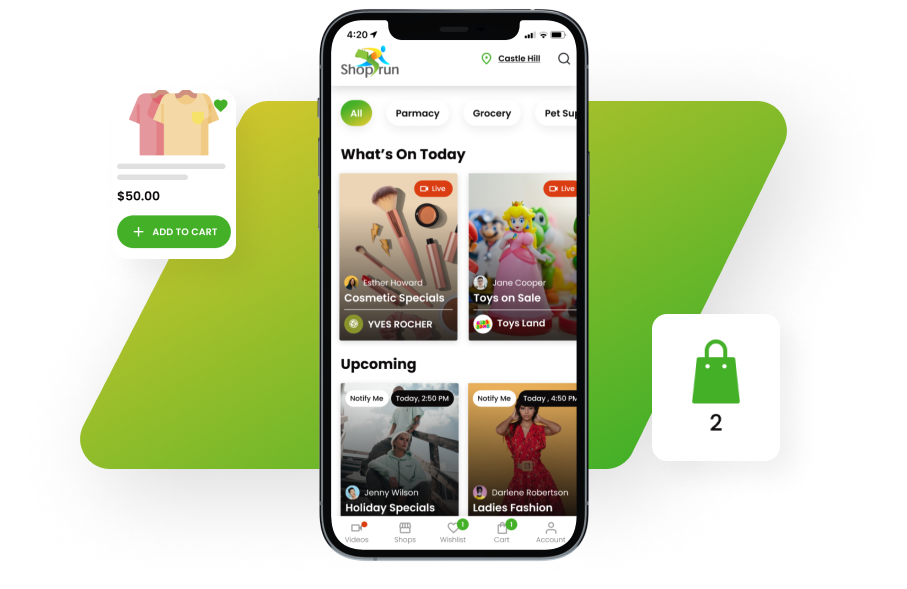 4:20
Shop run
Castle Hill
All
Parmacy
Grocery
Pet Sup
What's On Today
Live
Live
Esther Howard
Cosmetic Specials
YVES ROCHER
Jane Cooper
Toys on Sale
Toys Land
Upcoming
Notify Me
Today, 2:50 PM
Notify Me
Today , 4:50 PM
Jenny Wilson
Holiday Specials
Darlene Robertson
Ladies Fashion
Videos
Shops
1
Wishlist
1
Cart
Account
$50.00
+ ADD TO CART
2